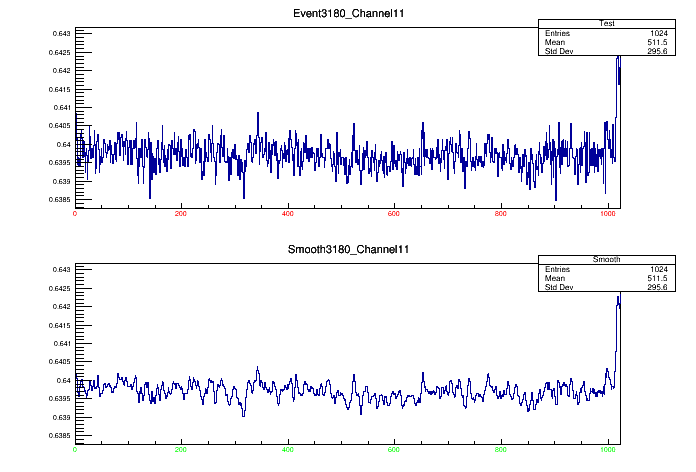 Event3180_Channel11
Test
Entries 1024
Mean 511.5
Std Dev 295.6
0.643
0.6425
0.642
0.6415
0.641
0.6405
0.64
0.6395
0.639
0.6385
0 200 400 600 800 1000
Smooth3180_Channel11
Smooth
Entries 1024
Mean 511.5
Std Dev 295.6
0.643
0.6425
0.642
0.6415
0.641
0.6405
0.64
0.6395
0.639
0.6385
0 200 400 600 800 1000